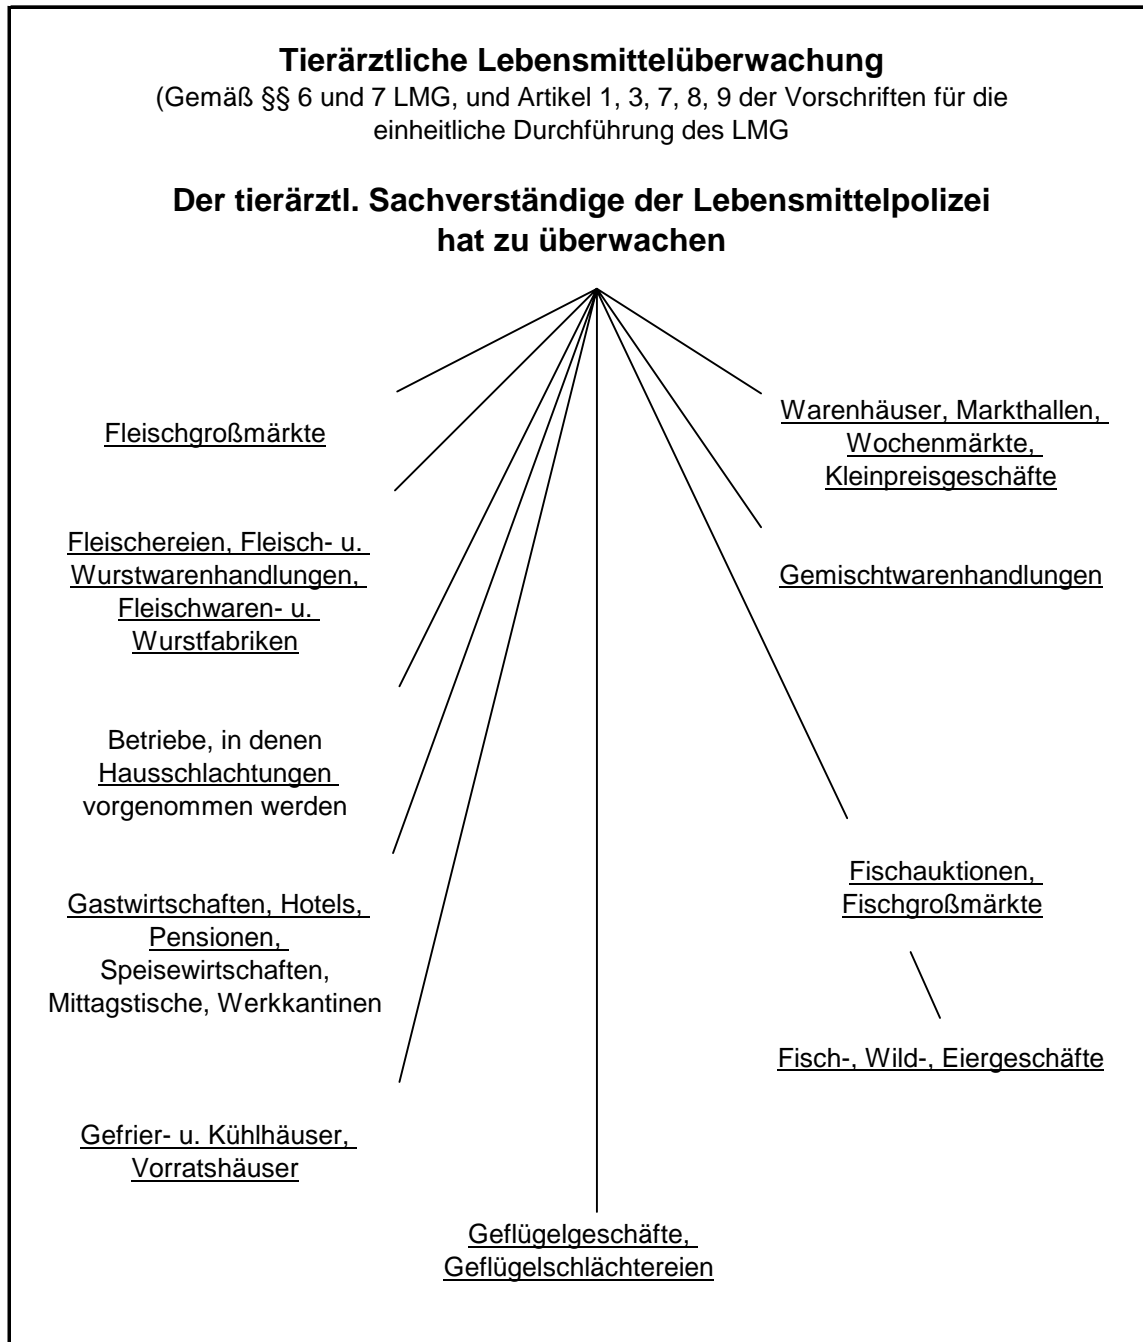 Tierärztliche Lebensmittelüberwachung
(Gemäß §§ 6 und 7 LMG, und Artikel 1, 3, 7, 8, 9 der Vorschriften für die
einheitliche Durchführung des LMG
Der tierärztl. Sachverständige der Lebensmittelpolizei
hat zu überwachen
Fleischgroßmärkte
Fleischereien, Fleisch- u.
Wurstwarenhandlungen,
Fleischwaren- u.
Wurstfabriken
Betriebe, in denen
Hausschlachtungen
vorgenommen werden
Gastwirtschaften, Hotels,
Pensionen,
Speisewirtschaften,
Mittagstische, Werkkantinen
Gefrier- u. Kühlhäuser,
Vorratshäuser
Geflügelgeschäfte,
Geflügelschlächtereien
Warenhäuser, Markthallen,
Wochenmärkte,
Kleinpreisgeschäfte
Gemischtwarenhandlungen
Fischauktionen,
Fischgroßmärkte
Fisch-, Wild-, Eiergeschäfte